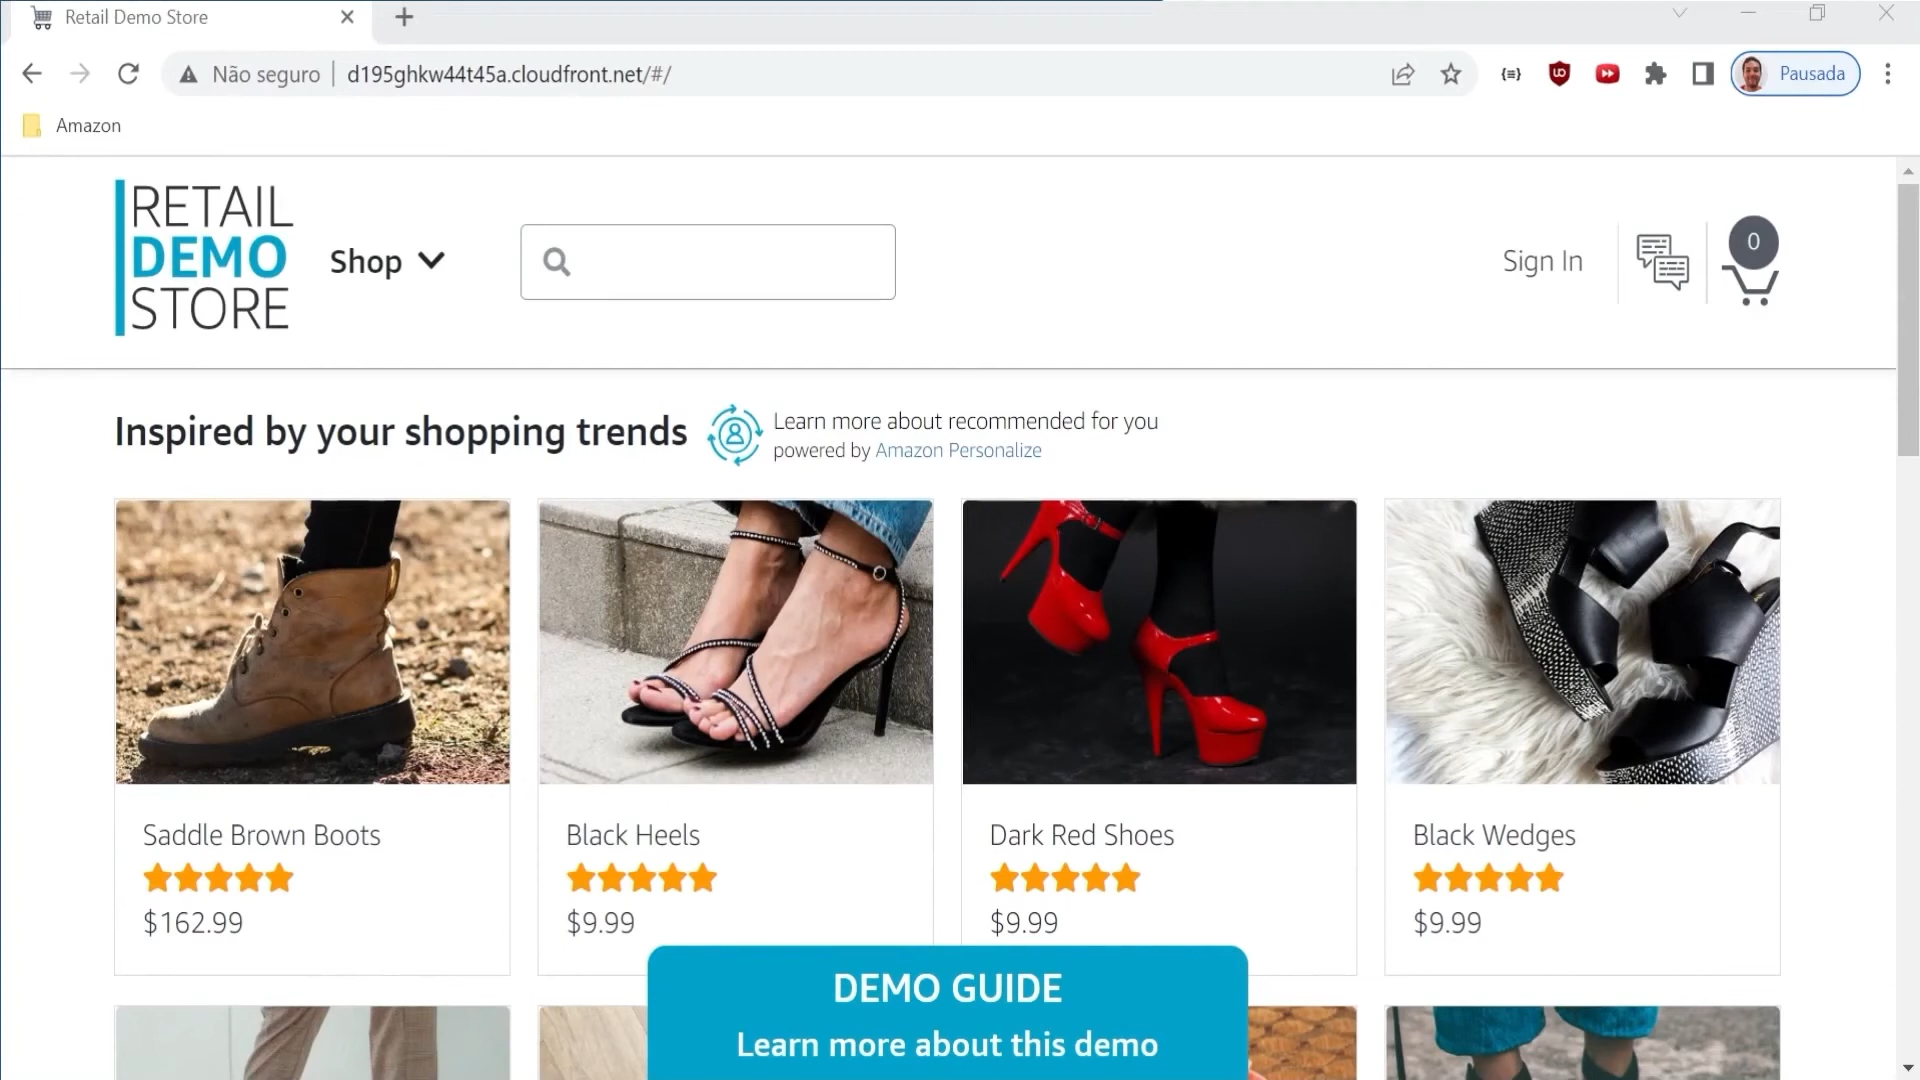 Retail Demo Store
Não seguro d195ghkw44t45a.cloudfront.net/#/
Pausada
Amazon
RETAIL
DEMO
STORE
Shop
Sign In
0
Inspired by your shopping trends
Learn more about recommended for you
powered by Amazon Personalize
Saddle Brown Boots
$162.99
Black Heels
$9.99
Dark Red Shoes
$9.99
Black Wedges
$9.99
DEMO GUIDE
Learn more about this demo